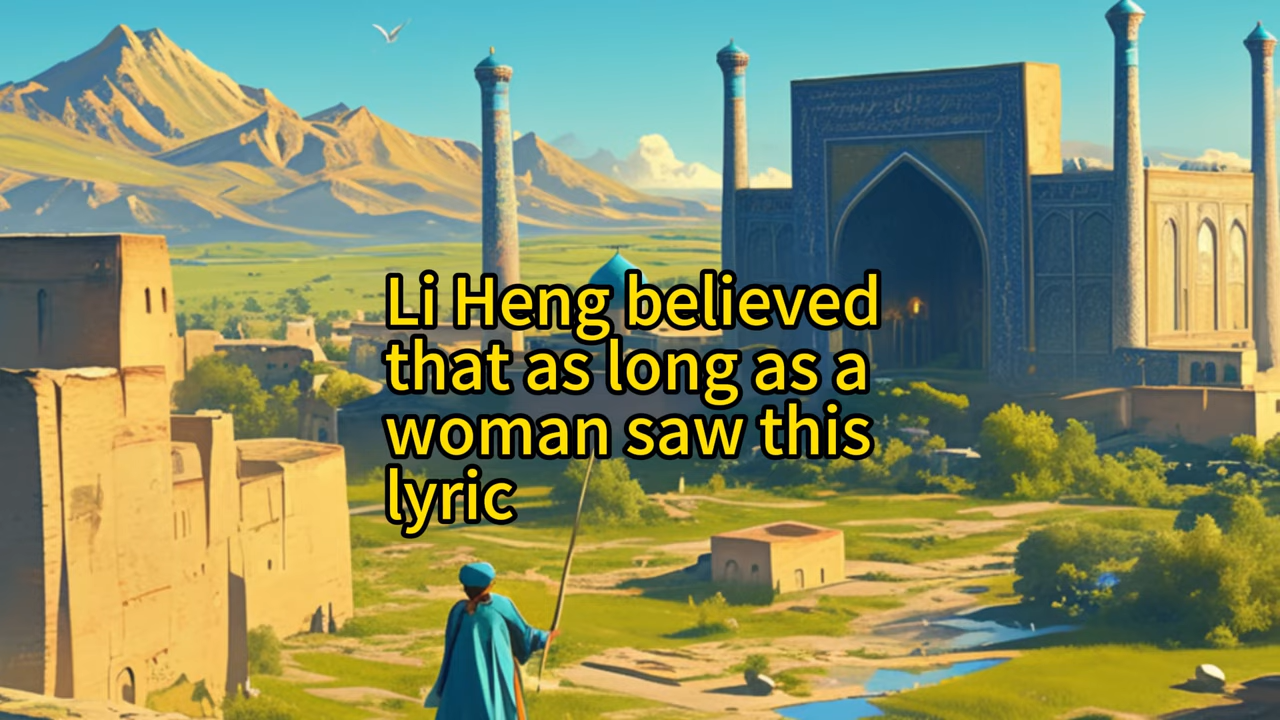 Li Heng believed
that as long as a
woman saw this
lyric